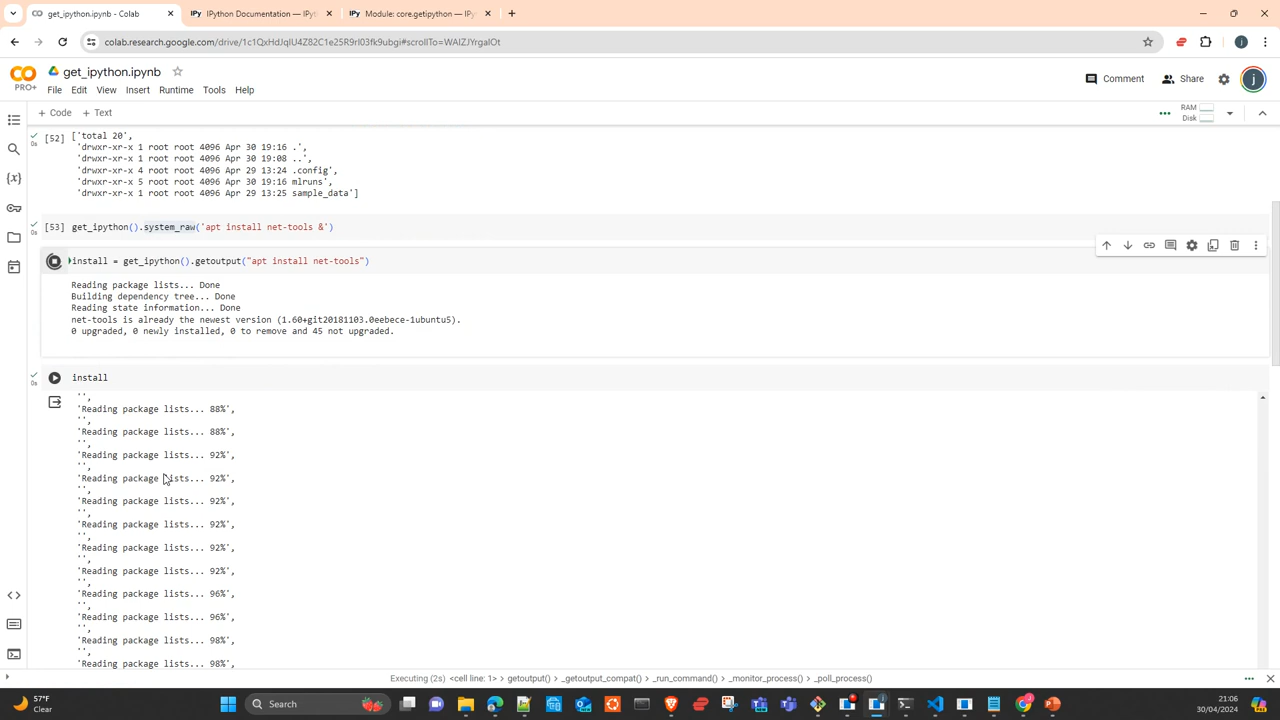 get_ipython.ipynb - Colab
IPython Documentation — IPyt
Module: core.getipython — IPyt
colab.research.google.com/drive/1c1QxHdJqIU4Z82C1e25R9rl03fk9ubgi#scrollTo=WAIZJYrgalOt
j
CO
PRO+
get_ipython.ipynb
File Edit View Insert Runtime Tools Help
Comment
Share
j
+ Code + Text
RAM
Disk
[52]
0s
['total 20',
'drwxr-xr-x 1 root root 4096 Apr 30 19:16 .',
'drwxr-xr-x 1 root root 4096 Apr 30 19:08 ..',
'drwxr-xr-x 4 root root 4096 Apr 29 13:24 .config',
'drwxr-xr-x 5 root root 4096 Apr 30 19:16 mlruns',
'drwxr-xr-x 1 root root 4096 Apr 29 13:25 sample_data']
[53] get_ipython().system_raw('apt install net-tools &')
0s
install = get_ipython().getoutput("apt install net-tools")
Reading package lists... Done
Building dependency tree... Done
Reading state information... Done
net-tools is already the newest version (1.60+git20181103.0eebece-1ubuntu5).
0 upgraded, 0 newly installed, 0 to remove and 45 not upgraded.
install
0s
'',
'Reading package lists... 88%',
'',
'Reading package lists... 88%',
'',
'Reading package lists... 92%',
'',
'Reading package lists... 92%',
'',
'Reading package lists... 92%',
'',
'Reading package lists... 92%',
'',
'Reading package lists... 92%',
'',
'Reading package lists... 92%',
'',
'Reading package lists... 96%',
'',
'Reading package lists... 96%',
'',
'Reading package lists... 98%',
'',
'Reading package lists... 98%',
Executing (2s) <cell line: 1> > getoutput() > _getoutput_compat() > _run_command() > _monitor_process() > _poll_process()
57°F
Clear
Search
21:06
30/04/2024